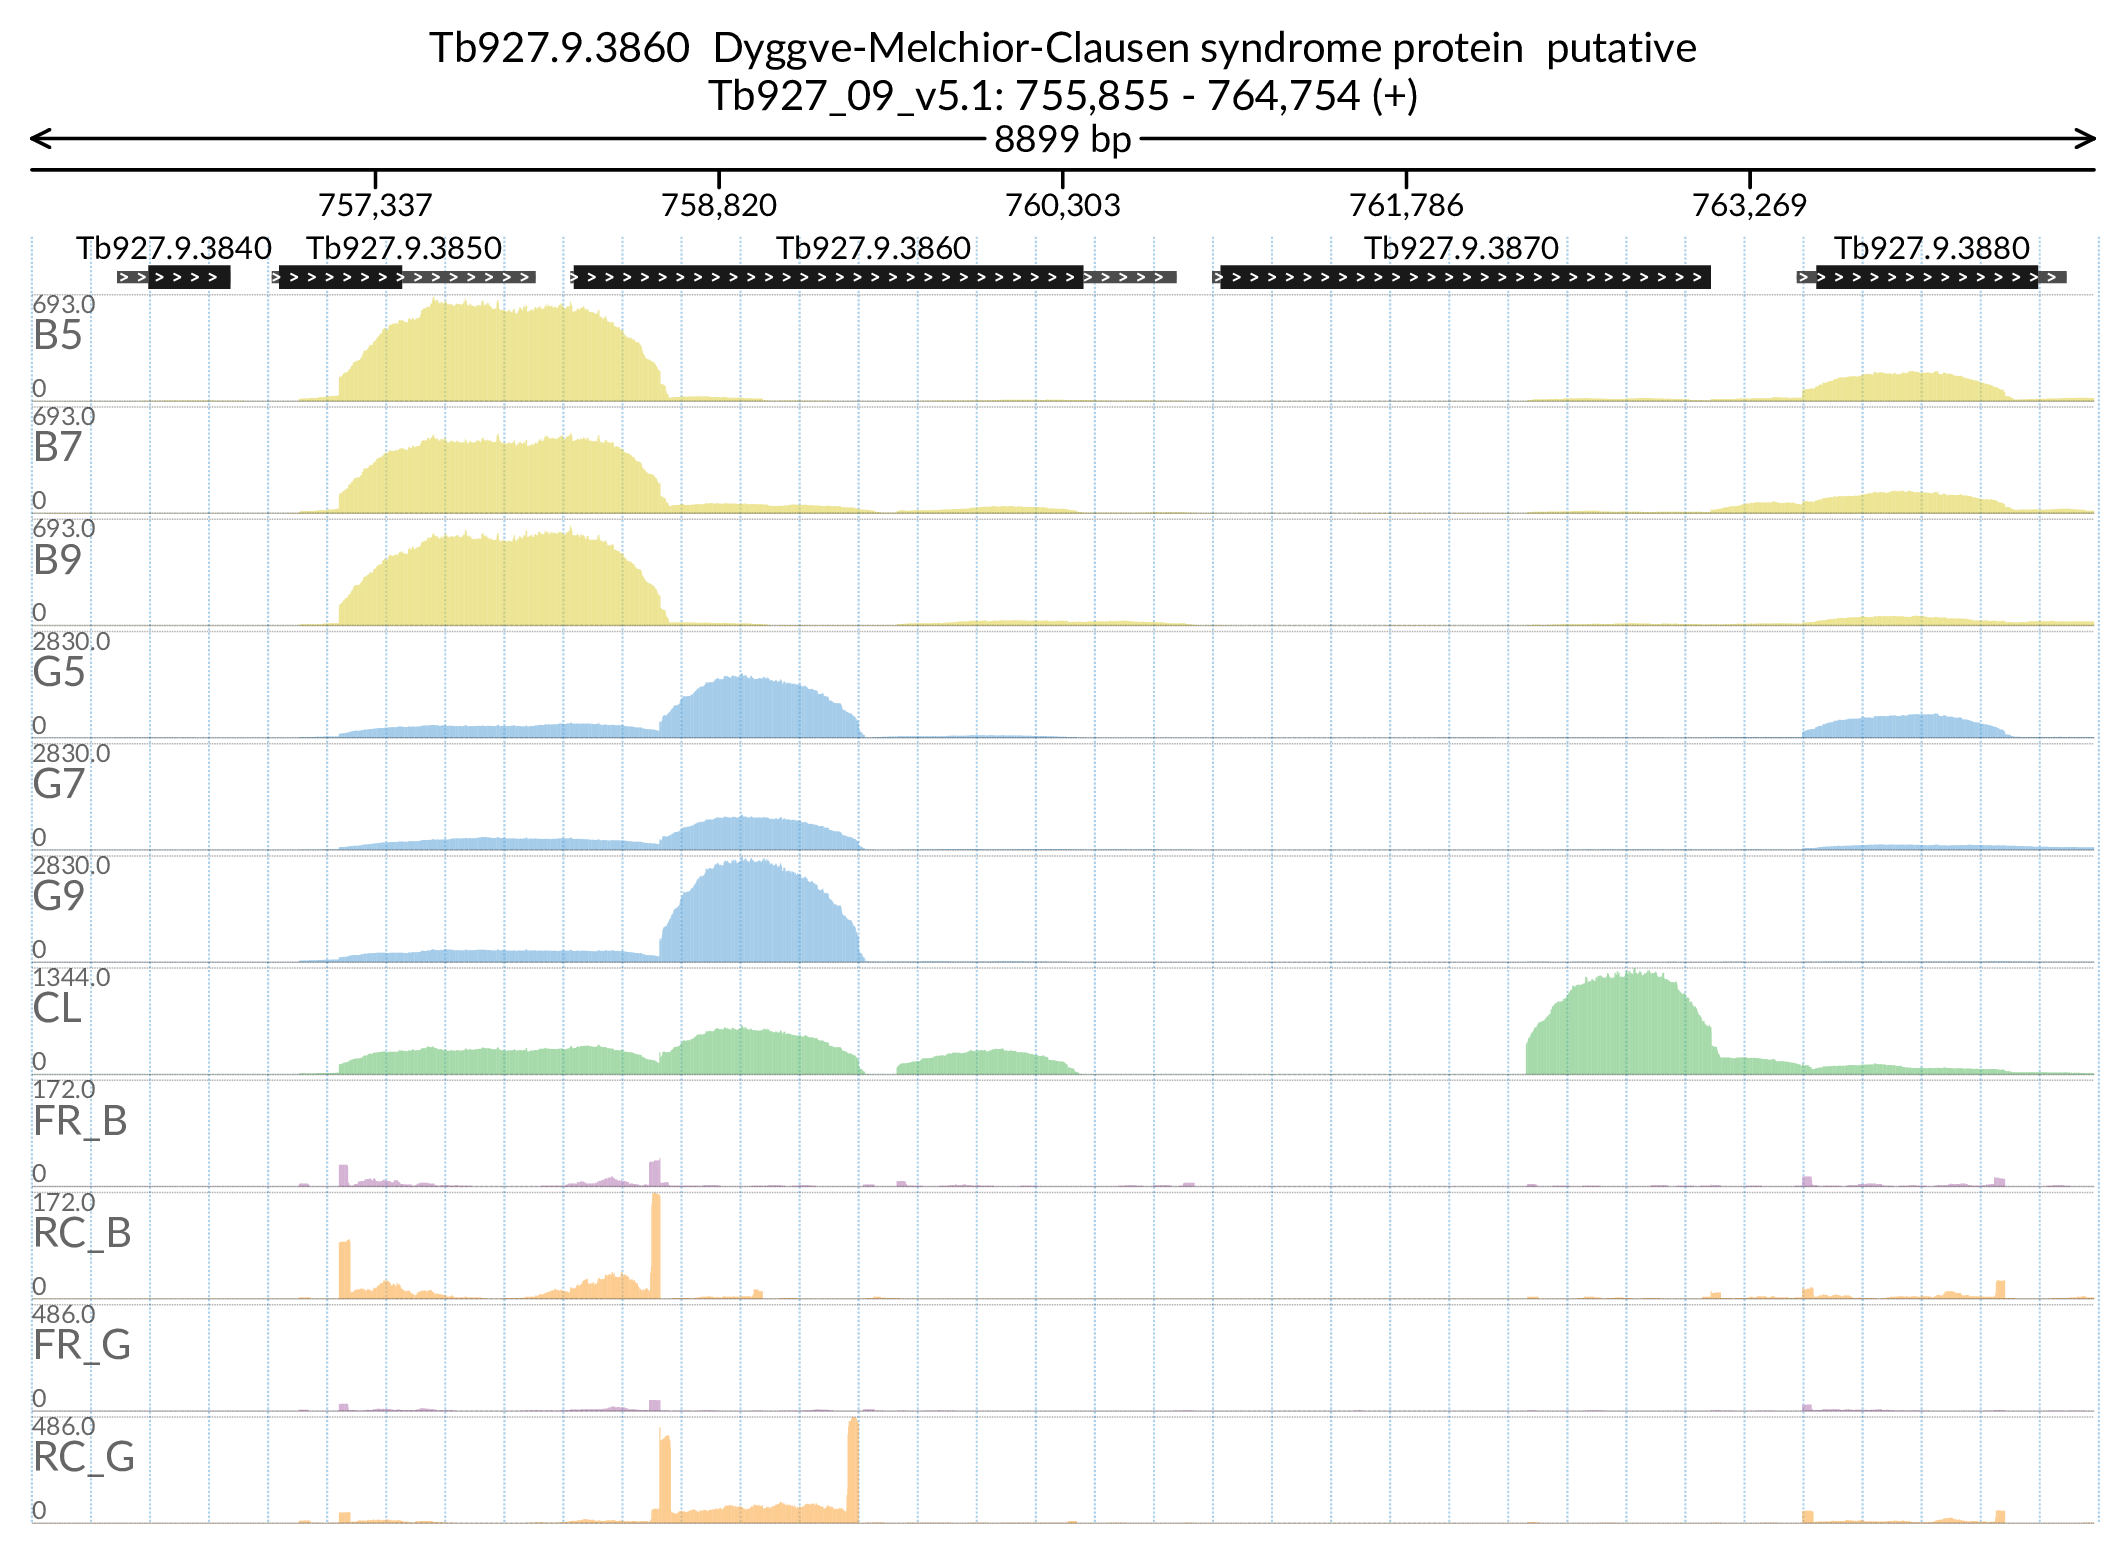 Tb927.9.3860  Dyggve-Melchior-Clausen syndrome protein  putative
Tb927_09_v5.1: 755,855 - 764,754 (+)
8899 bp
757,337 758,820 760,303 761,786 763,269
Tb927.9.3840 Tb927.9.3850 Tb927.9.3860 Tb927.9.3870 Tb927.9.3880
693.0
B5
0
693.0
B7
0
693.0
B9
0
2830.0
G5
0
2830.0
G7
0
2830.0
G9
0
1344.0
CL
0
172.0
FR_B
0
172.0
RC_B
0
486.0
FR_G
0
486.0
RC_G
0